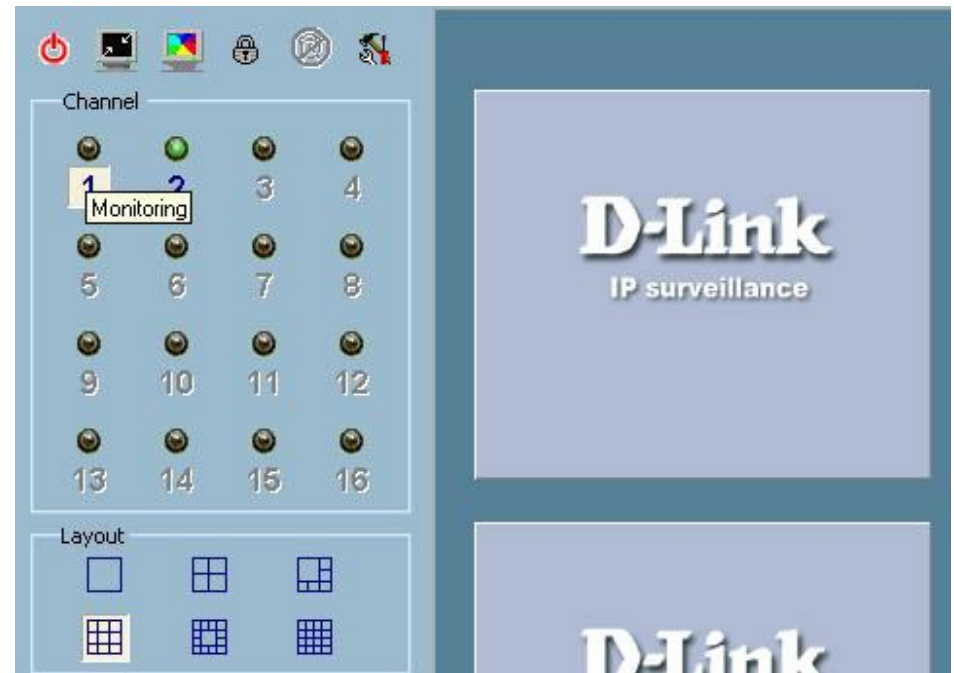 Channel
1 2 3 4
Monitoring
5 6 7 8
9 10 11 12
13 14 15 16
Layout
D-Link
IP surveillance
D-Link